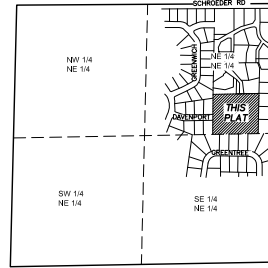 SCHROEDER RD
NW 1/4
NE 1/4
GREENWICH
NE 1/4
NE 1/4
THIS
PLAT
DAVENPORT
GREENTREE
SW 1/4
NE 1/4
SE 1/4
NE 1/4